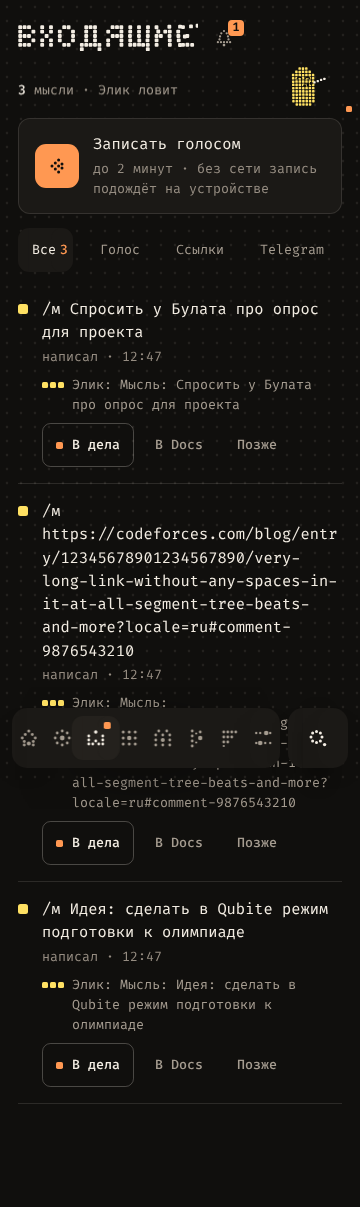 ВХОДЯЩИЕ
1
3 мысли · Элик ловит
Записать голосом
до 2 минут · без сети запись
подождёт на устройстве
Все 3 Голос Ссылки Telegram
/м Спросить у Булата про опрос
для проекта
написал · 12:47
Элик: Мысль: Спросить у Булата
про опрос для проекта
В дела В Docs Позже
/м
https://codeforces.com/blog/entr
y/12345678901234567890/very-
long-link-without-any-spaces-in-
it-at-all-segment-tree-beats-
and-more?locale=ru#comment-
9876543210
написал · 12:47
Элик: Мысль:
all-segment-tree-beats-and-more?
locale=ru#comment-9876543210
В дела В Docs Позже
/м Идея: сделать в Qubite режим
подготовки к олимпиаде
написал · 12:47
Элик: Мысль: Идея: сделать в
Qubite режим подготовки к
олимпиаде
В дела В Docs Позже